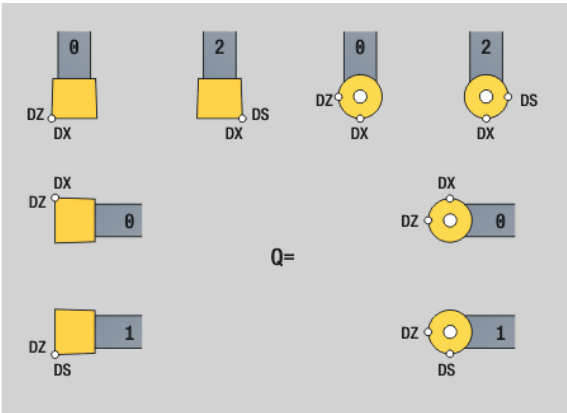 0 2 0 2
DZ DS DZ DS
DX DX DX DX
DX DX
DZ 0 DZ 0
Q=
DZ 1 DZ 1
DS DS